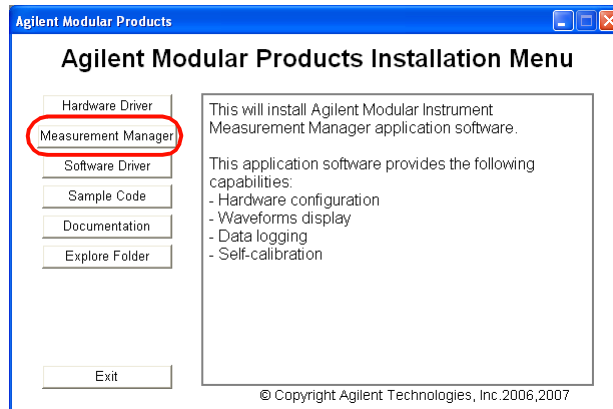 Agilent Modular Products
Agilent Modular Products Installation Menu
Hardware Driver
Measurement Manager
Software Driver
Sample Code
Documentation
Explore Folder
Exit
This will install Agilent Modular Instrument
Measurement Manager application software.
This application software provides the following
capabilities:
- Hardware configuration
- Waveforms display
- Data logging
- Self-calibration
© Copyright Agilent Technologies, Inc.2006,2007